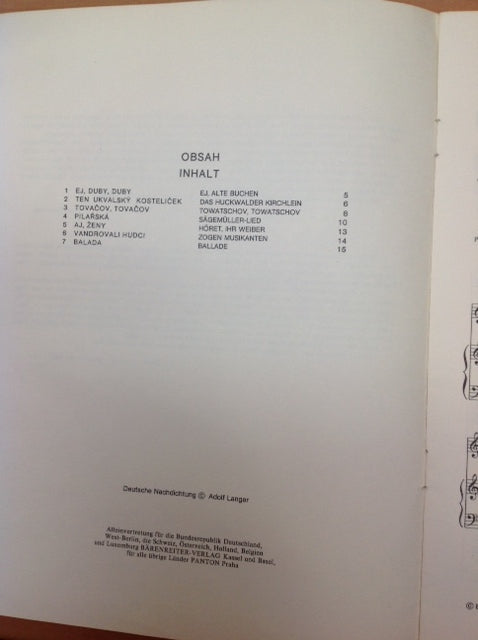 OBSAH
INHALT
1 EJ, DUBY, DUBY EJ, ALTE BUCHEN 5
2 TEN UKVALSKÝ KOSTELIČEK DAS HUCKWALDER KIRCHLEIN 6
3 TOVAČOV, TOVAČOV TOWATSCHOV, TOWATSCHOV 8
4 PILAŘSKÁ SÄGEMÜLLER-LIED 10
5 AJ, ŽENY HÖRET, IHR WEIBER 13
6 VANDROVALI HUDCI ZOGEN MUSIKANTEN 14
7 BALADA BALLADE 15
Deutsche Nachdichtung © Adolf Langer
Alleinvertretung für die Bundesrepublik Deutschland,
West-Berlin, die Schweiz, Österreich, Holland, Belgien
und Luxemburg BÄRENREITER-VERLAG Kassel und Basel,
für alle übrige Länder PANTON Praha
©